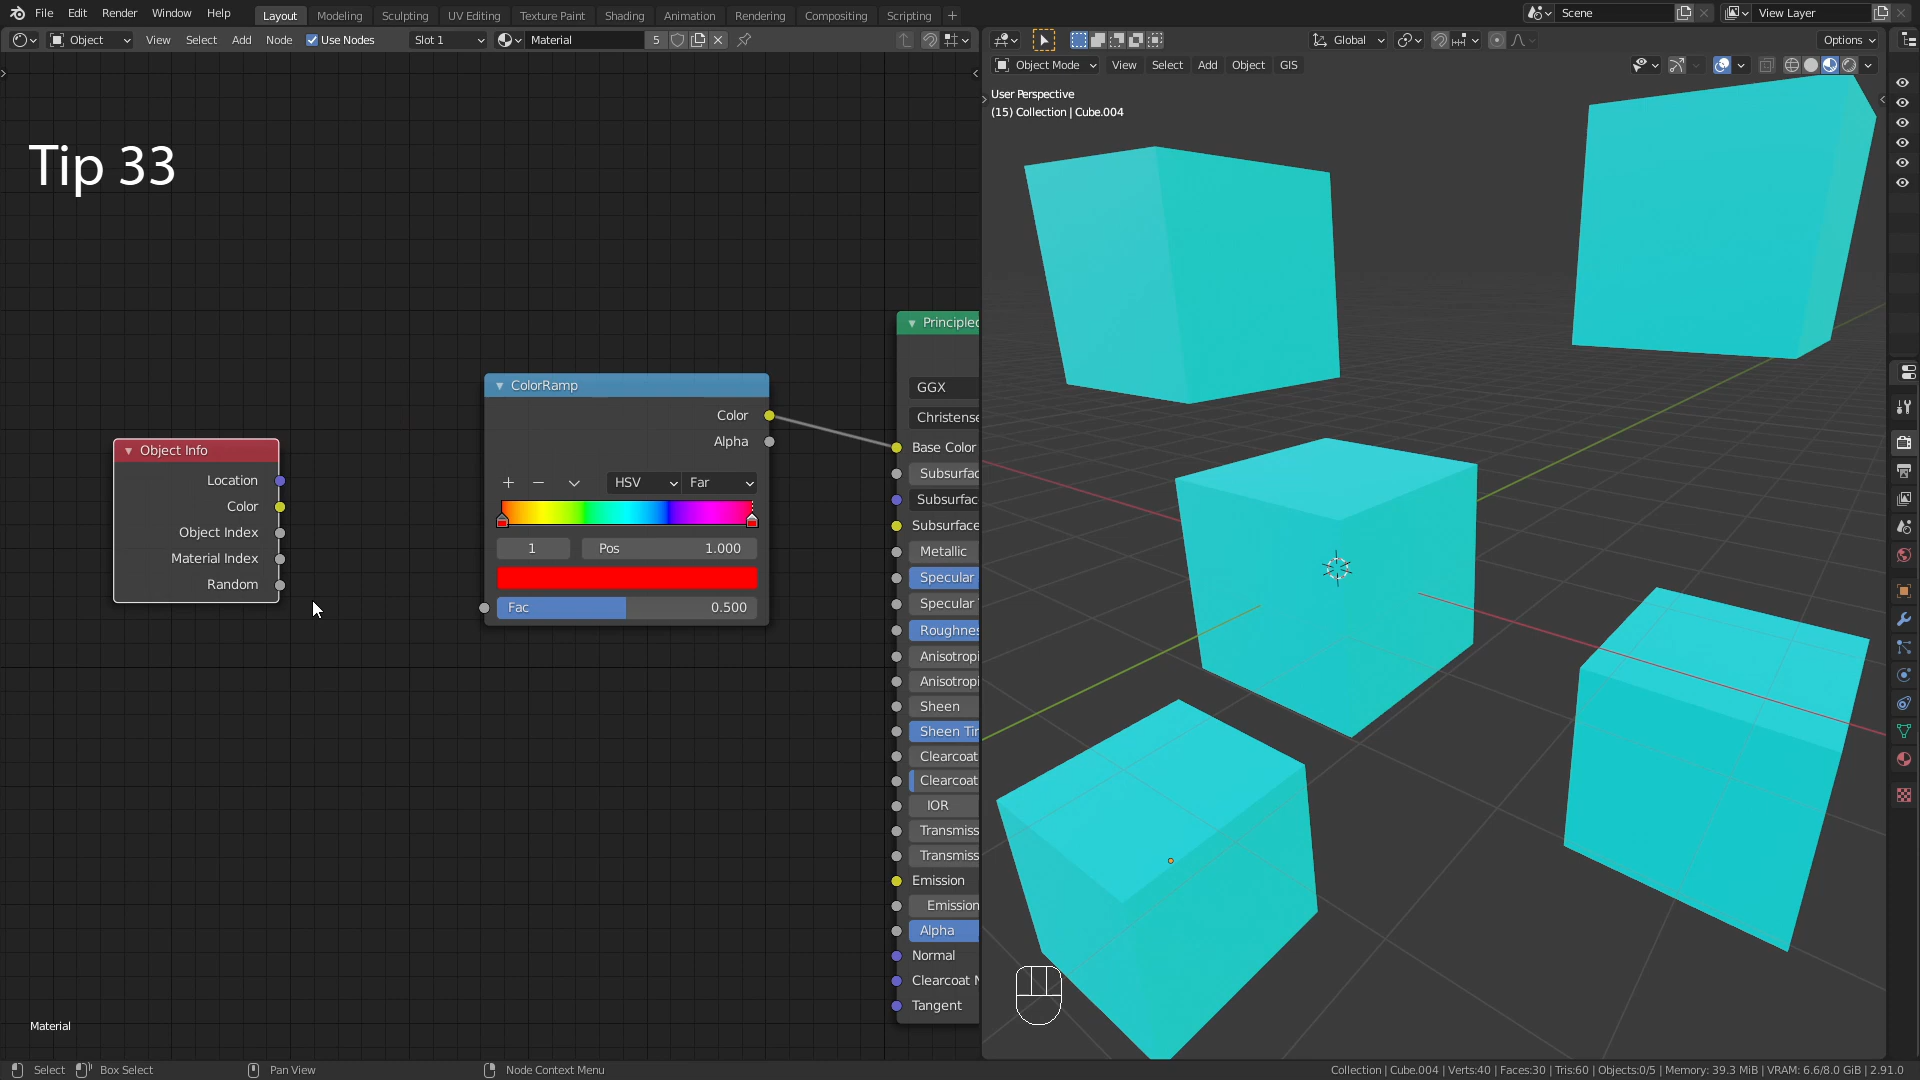 File Edit Render Window Help Layout Modeling Sculpting UV Editing Texture Paint Shading Animation Rendering Compositing Scripting + Scene View Layer
Object View Select Add Node Use Nodes Slot 1 Material 5 Global Options
Object Mode View Select Add Object GIS
User Perspective
(15) Collection | Cube.004
Tip 33
Object Info
Location
Color
Object Index
Material Index
Random
ColorRamp
Color
Alpha
HSV Far
1 Pos 1.000
Fac 0.500
Principled
GGX
Christense
Base Color
Subsurfac
Subsurfac
Subsurface
Metallic
Specular
Specular
Roughnes
Anisotropi
Anisotropi
Sheen
Sheen Tin
Clearcoat
Clearcoat
IOR
Transmiss
Transmiss
Emission
Emission
Alpha
Normal
Clearcoat N
Tangent
Material
Select Box Select Pan View Node Context Menu Collection | Cube.004 | Verts:40 | Faces:30 | Tris:60 | Objects:0/5 | Memory: 39.3 MiB | VRAM: 6.6/8.0 GiB | 2.91.0